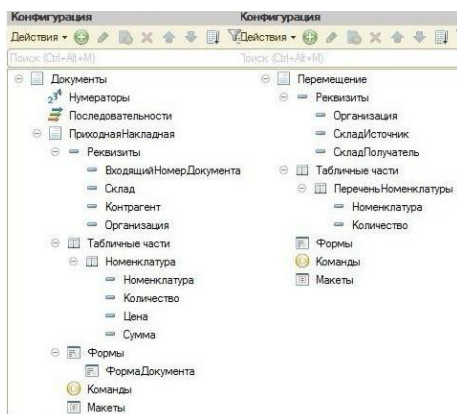 Конфигурация
Действия
Поиск (Ctrl+Alt+M)
Документы
Нумераторы
Последовательности
ПриходнаяНакладная
Реквизиты
ВходящийНомерДокумента
Склад
Контрагент
Организация
Табличные части
Номенклатура
Номенклатура
Количество
Цена
Сумма
Формы
ФормаДокумента
Команды
Макеты
Конфигурация
Действия
Поиск (Ctrl+Alt+M)
Перемещение
Реквизиты
Организация
СкладИсточник
СкладПолучатель
Табличные части
ПереченьНоменклатуры
Номенклатура
Количество
Формы
Команды
Макеты